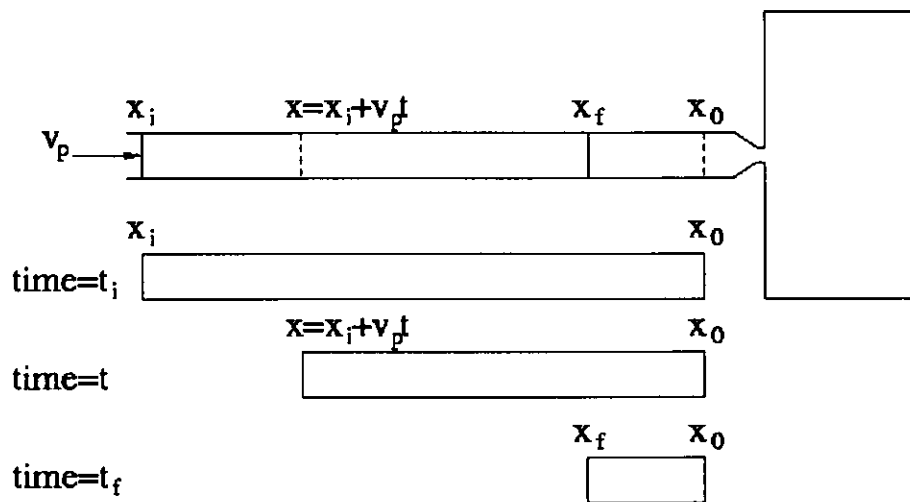 x_i x=x_i+v_pt x_f x_0
v_p
x_i x_0
time=t_i
x=x_i+v_pt x_0
time=t
x_f x_0
time=t_f